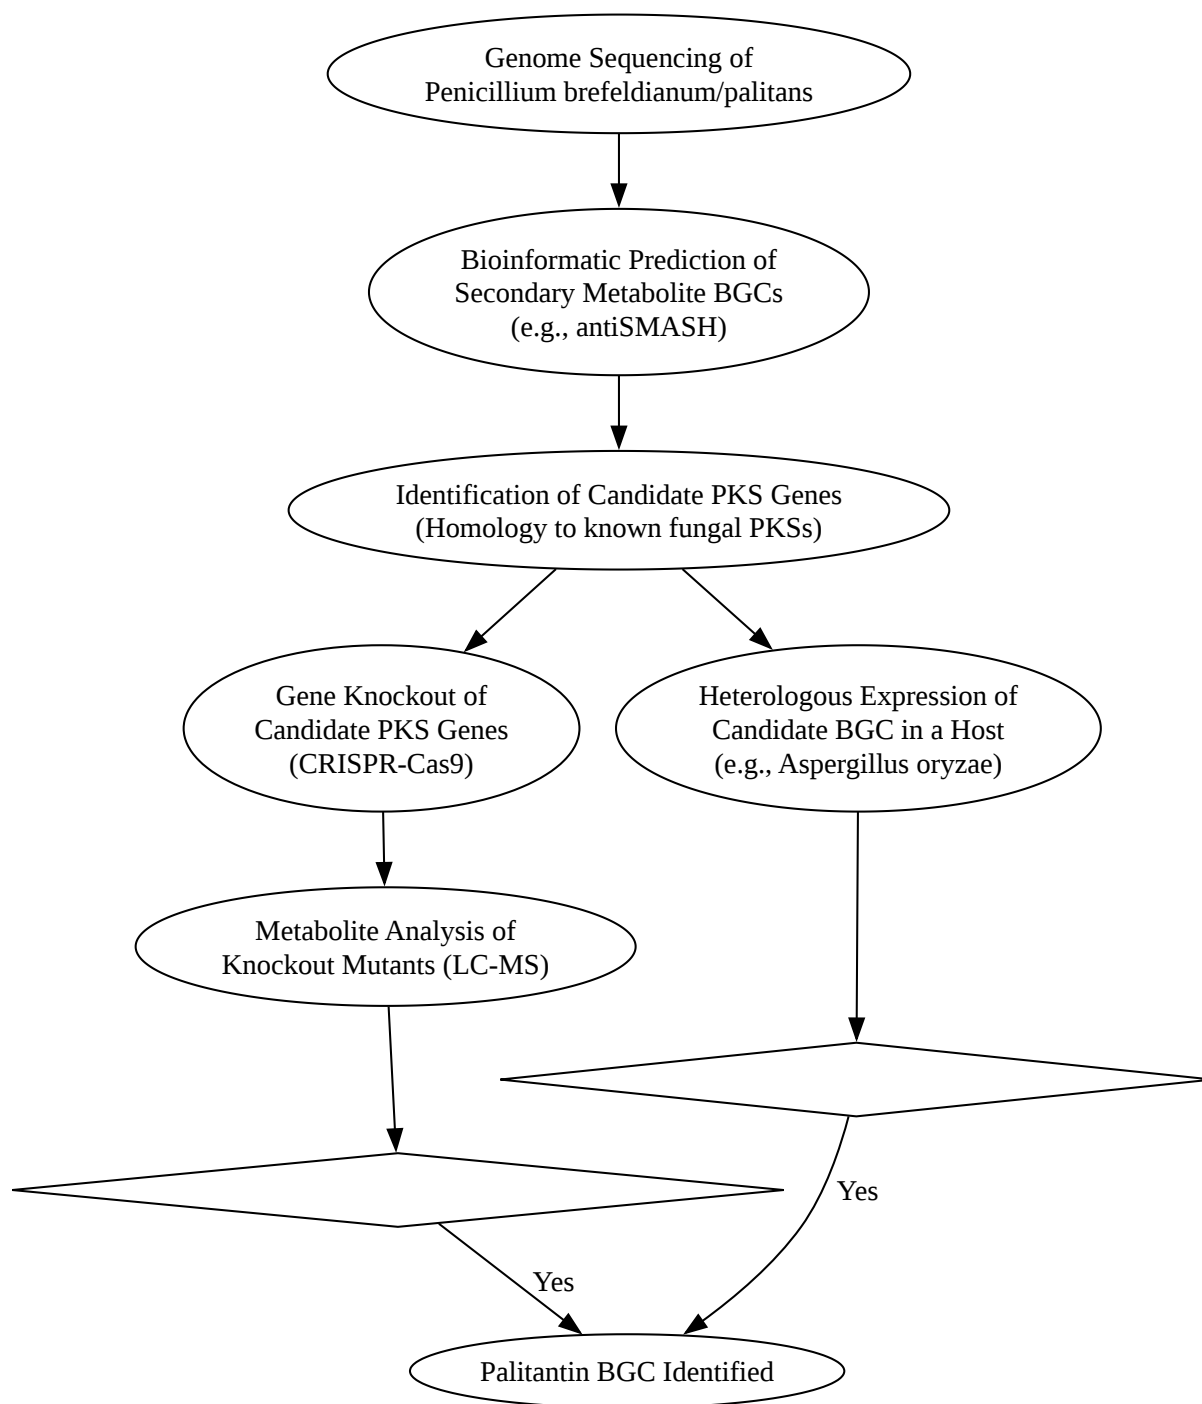 Genome Sequencing of
Penicillium brefeldianum/palitans
Bioinformatic Prediction of
Secondary Metabolite BGCs
(e.g., antiSMASH)
Identification of Candidate PKS Genes
(Homology to known fungal PKSs)
Gene Knockout of
Candidate PKS Genes
(CRISPR-Cas9)
Heterologous Expression of
Candidate BGC in a Host
(e.g., Aspergillus oryzae)
Metabolite Analysis of
Knockout Mutants (LC-MS)
Yes
Yes
Palitantin BGC Identified